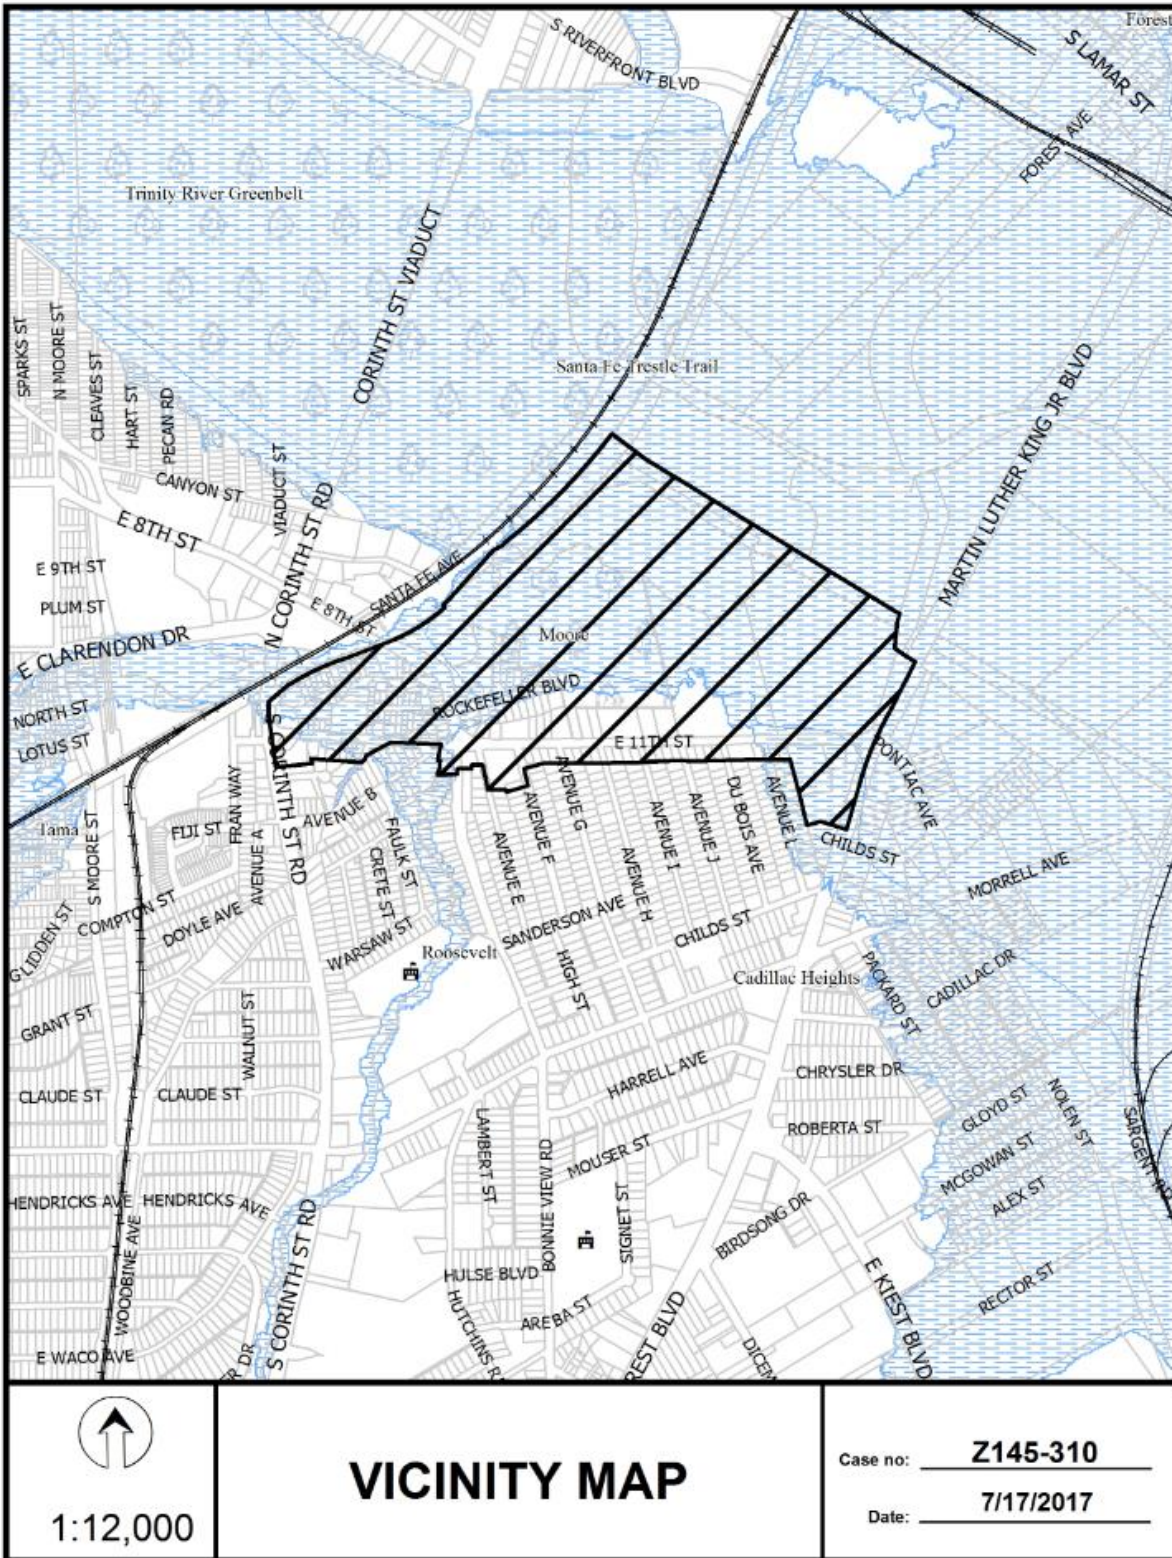 Forest
S RIVERFRONT BLVD
S LAMAR ST
FOREST AVE
Trinity River Greenbelt
CORINTH ST VIADUCT
SPARKS ST
N MOORE ST
CLEAVES ST
HART ST
PECAN RD
Santa Fe Trestle Trail
MARTIN LUTHER KING JR BLVD
CANYON ST
VIADUCT ST
E 8TH ST
N CORINTH ST RD
E 9TH ST
PLUM ST
SANTA FE AVE
E 8TH ST
E CLARENDON DR
Moore
ROCKEFELLER BLVD
NORTH ST
LOTUS ST
S CORINTH ST RD
E 11TH ST
PONTIAC AVE
FRAN WAY
AVENUE B
AVENUE G
AVENUE F
AVENUE E
AVENUE I
AVENUE J
DU BOIS AVE
AVENUE L
AVENUE H
CHILDS ST
Tama
S MOORE ST
FIJI ST
AVENUE A
FAULK ST
CRETE ST
MORRELL AVE
GLIDDEN ST
COMPTON ST
DOYLE AVE
WARSAW ST
Roosevelt
SANDERSON AVE
CHILDS ST
HIGH ST
Cadillac Heights
PACKARD ST
CADILLAC DR
GRANT ST
WALNUT ST
HARRELL AVE
CHRYSLER DR
CLAUDE ST
CLAUDE ST
LAMBERT ST
ROBERTA ST
GLOYD ST
NOLEN ST
SARGENT RD
MOUSER ST
MCGOWAN ST
ALEX ST
HENDRICKS AVE
HENDRICKS AVE
BONNIE VIEW RD
SIGNET ST
BIRDSONG DR
WOODBINE AVE
S CORINTH ST RD
HULSE BLVD
E KIEST BLVD
RECTOR ST
HUTCHINS R
AREBA ST
REST BLVD
DICEM
E WACO AVE
R DR
1:12,000
VICINITY MAP
Case no: Z145-310
Date: 7/17/2017